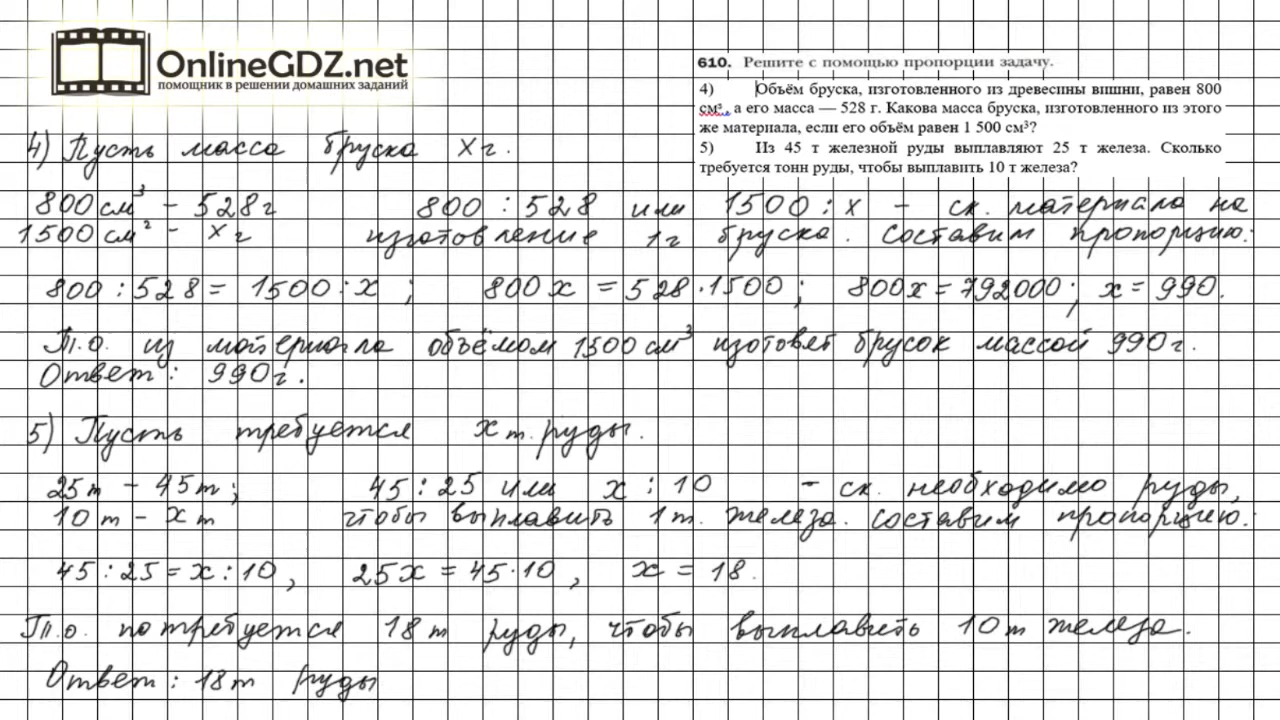 OnlineGDZ.net
помощник в решении домашних заданий
610. Решите с помощью пропорции задачу.
4) Объём бруска, изготовленного из древесины вишни, равен 800
см³, а его масса — 528 г. Какова масса бруска, изготовленного из этого
же материала, если его объём равен 1 500 см³?
5) Из 45 т железной руды выплавляют 25 т железа. Сколько
требуется тонн руды, чтобы выплавить 10 т железа?
4) Пусть масса бруска х г.
800 см³ - 528 г 800 : 528 или 1500 : х - ск. материала на
1500 см² - х г изготовление 1 г бруска. Составим пропорцию:
800 : 528 = 1500 : х ; 800х = 528 · 1500 ; 800х = 792000 ; х = 990.
Т.о. из материала объёмом 1500 см³ изготовят брусок массой 990 г.
Ответ : 990 г.
5) Пусть требуется х т. руды.
25 т - 45 т ; 45 : 25 или х : 10 - ск. необходимо руды,
10 т - х т чтобы выплавить 1 т. железа. Составим пропорцию:
45 : 25 = х : 10 , 25х = 45 · 10 , х = 18.
Т.о. потребуется 18 т руды, чтобы выплавить 10 т железа.
Ответ : 18 т руды